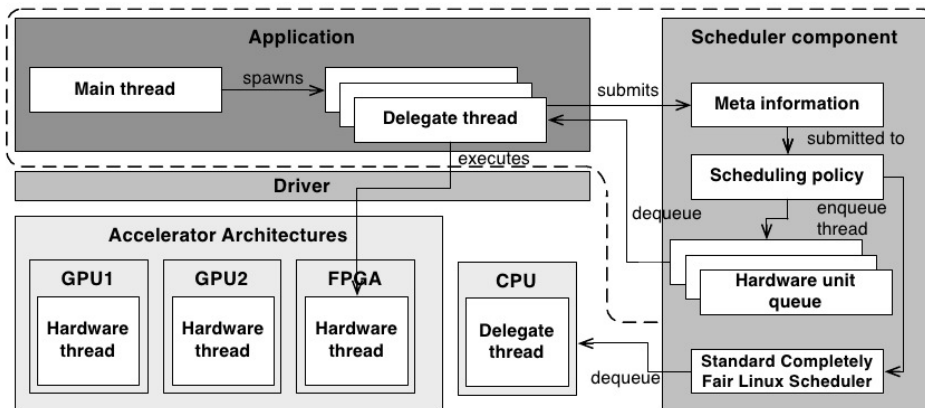 Application
Main thread
spawns
Delegate thread
submits
executes
Scheduler component
Meta information
submitted to
Scheduling policy
dequeue
enqueue
thread
Hardware unit
queue
Standard Completely
Fair Linux Scheduler
dequeue
Driver
Accelerator Architectures
GPU1
Hardware
thread
GPU2
Hardware
thread
FPGA
Hardware
thread
CPU
Delegate
thread